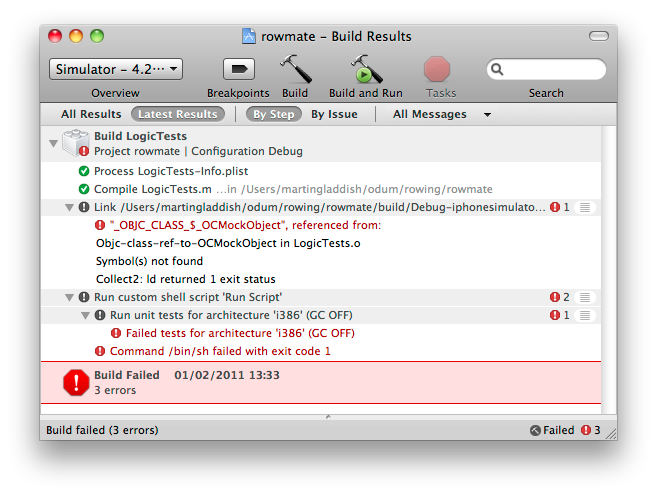 rowmate – Build Results
Simulator – 4.2···
Overview
Breakpoints
Build
Build and Run
Tasks
Search
All Results
Latest Results
By Step
By Issue
All Messages
Build LogicTests
Project rowmate | Configuration Debug
Process LogicTests-Info.plist
Compile LogicTests.m ...in /Users/martingladdish/odum/rowing/rowmate
Link /Users/martingladdish/odum/rowing/rowmate/build/Debug-iphonesimulato... 1
"_OBJC_CLASS_$_OCMockObject", referenced from:
Objc-class-ref-to-OCMockObject in LogicTests.o
Symbol(s) not found
Collect2: ld returned 1 exit status
Run custom shell script 'Run Script' 2
Run unit tests for architecture 'i386' (GC OFF) 1
Failed tests for architecture 'i386' (GC OFF)
Command /bin/sh failed with exit code 1
Build Failed 01/02/2011 13:33
3 errors
Build failed (3 errors)
Failed 3